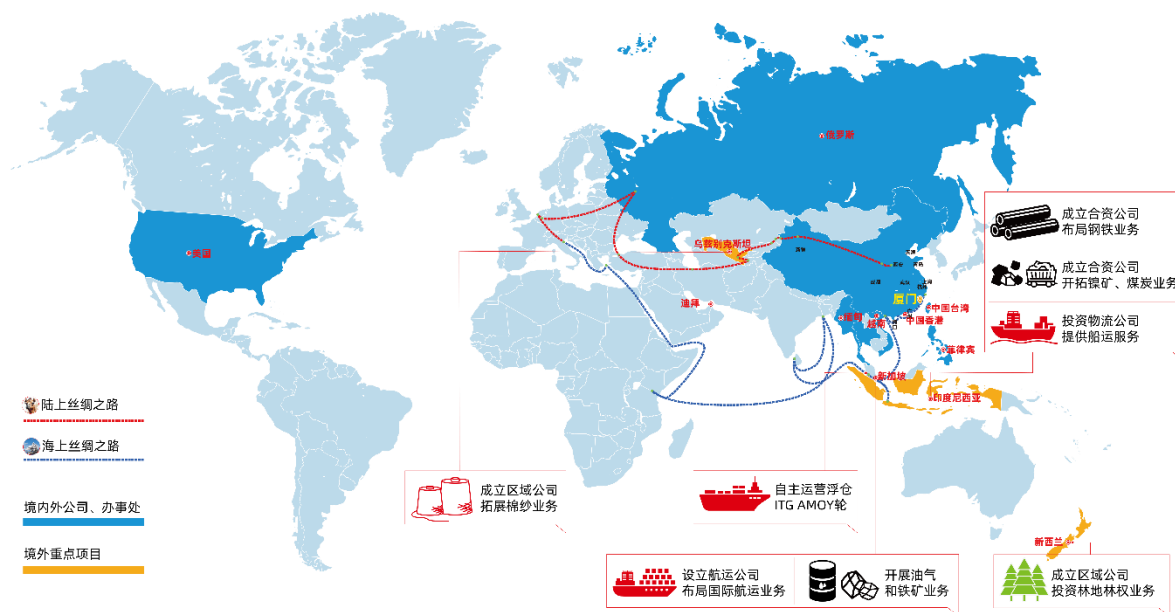 俄罗斯
美国
乌兹别克斯坦
成立合资公司
布局钢铁业务
成立合资公司
开拓镍矿、煤炭业务
投资物流公司
提供船运服务
迪拜
厦门
中国台湾
中国香港
缅甸
越南
菲律宾
新加坡
印度尼西亚
陆上丝绸之路
海上丝绸之路
境内外公司、办事处
境外重点项目
成立区域公司
拓展棉纱业务
自主运营浮仓
ITG AMOY轮
新西兰
设立航运公司
布局国际航运业务
开展油气
和铁矿业务
成立区域公司
投资林地林权业务